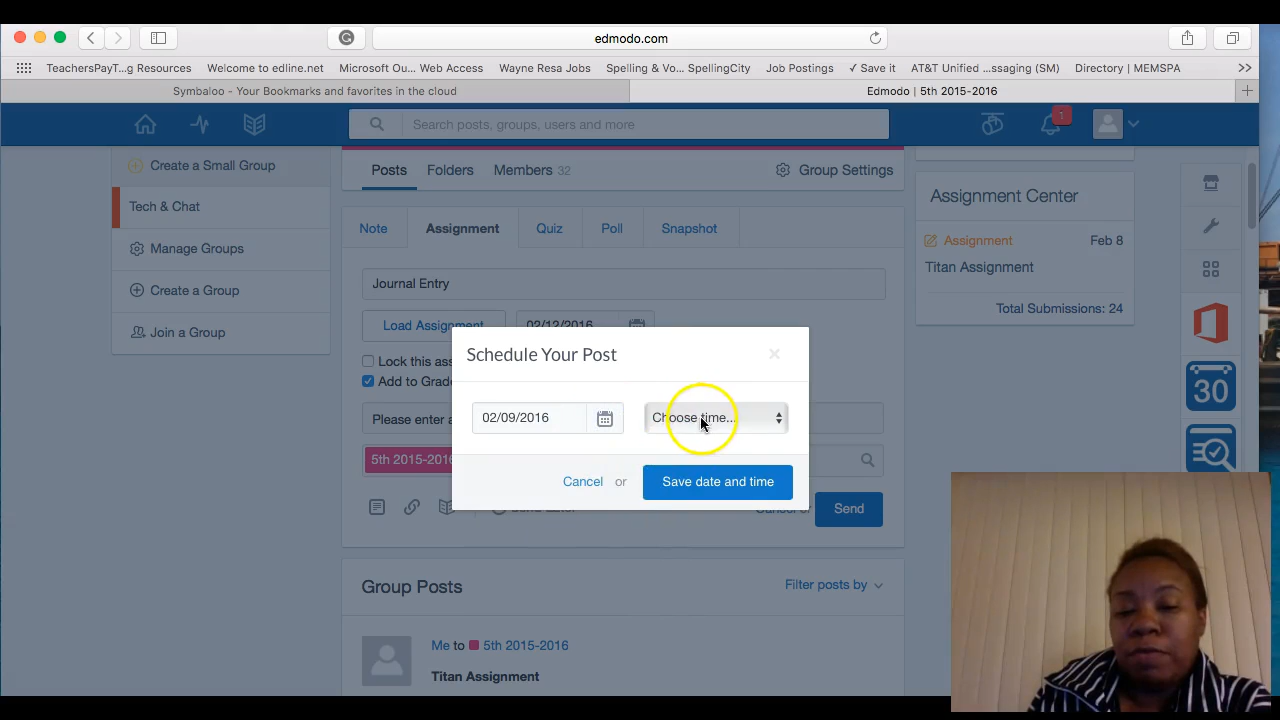 edmodo.com
TeachersPayT...g Resources Welcome to edline.net Microsoft Ou... Web Access Wayne Resa Jobs Spelling & Vo... SpellingCity Job Postings ✓ Save it AT&T Unified ...ssaging (SM) Directory | MEMSPA
Symbaloo - Your Bookmarks and favorites in the cloud
Edmodo | 5th 2015-2016
Search posts, groups, users and more
1
Create a Small Group
Tech & Chat
Manage Groups
Create a Group
Join a Group
Posts Folders Members 32 Group Settings
Note Assignment Quiz Poll Snapshot
Journal Entry
Load Assignment 02/12/2016
Lock this ass
Add to Grade
Please enter a
5th 2015-2016
Schedule Your Post
02/09/2016 Choose time...
Cancel or Save date and time
Send
Group Posts Filter posts by
Me to 5th 2015-2016
Titan Assignment
Assignment Center
Assignment Feb 8
Titan Assignment
Total Submissions: 24
30